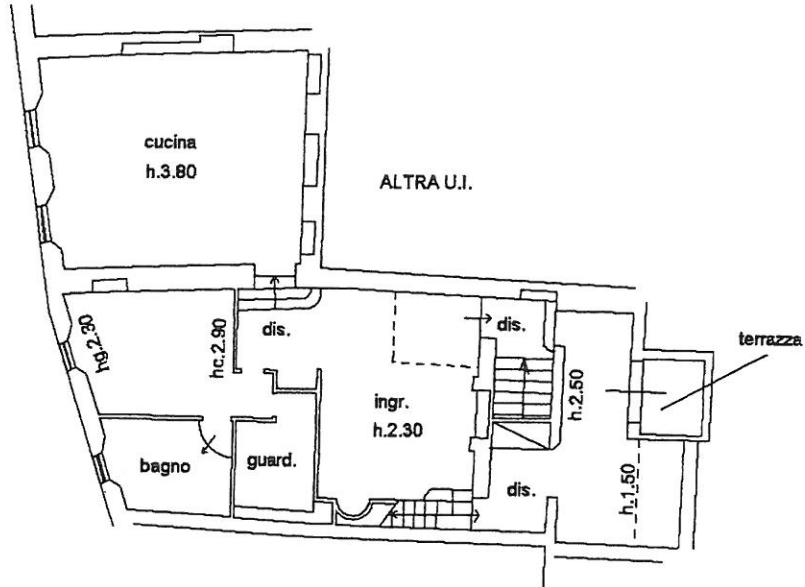 cucina
h.3.80
ALTRA U.I.
hg.2.30
hc.2.90
dis.
dis.
terrazza
h.2.50
ingr.
h.2.30
bagno
guard.
dis.
h.1.50